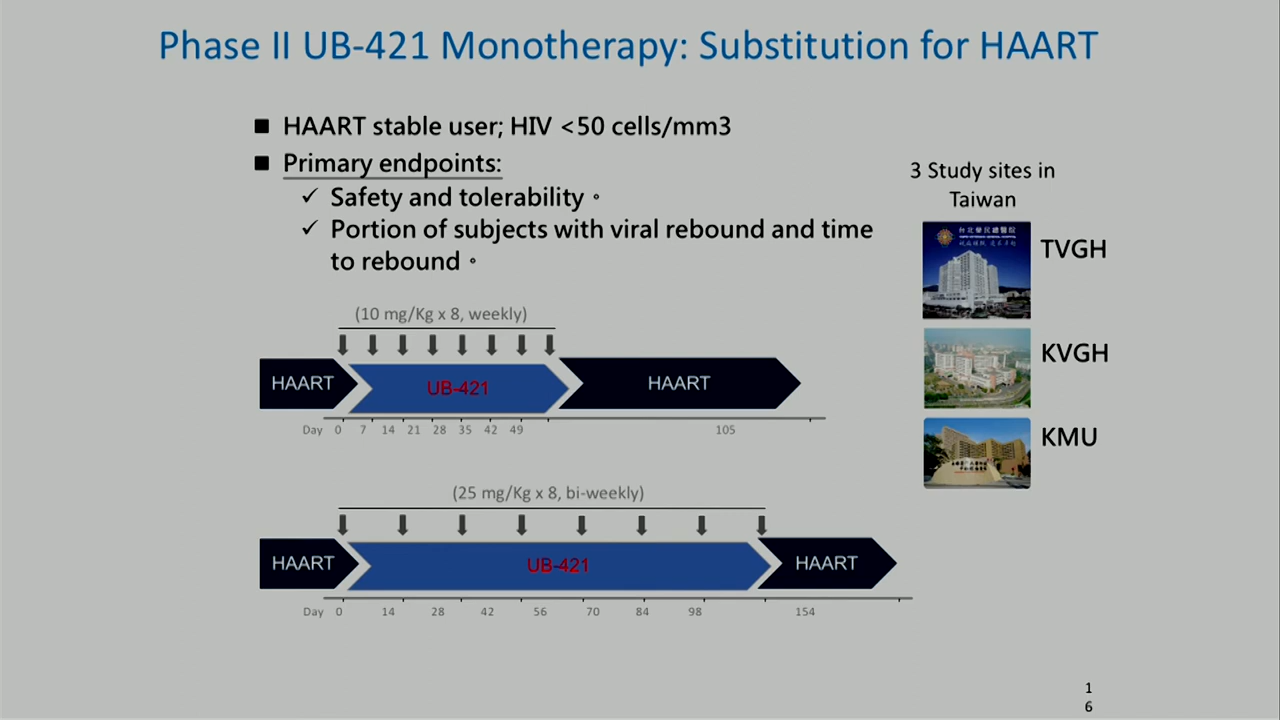 Phase II UB-421 Monotherapy: Substitution for HAART
■ HAART stable user; HIV <50 cells/mm3
■ Primary endpoints:
✓ Safety and tolerability。
✓ Portion of subjects with viral rebound and time
to rebound。
3 Study sites in
Taiwan
TVGH
KVGH
KMU
(10 mg/Kg x 8, weekly)
HAART UB-421 HAART
Day 0 7 14 21 28 35 42 49 105
(25 mg/Kg x 8, bi-weekly)
HAART UB-421 HAART
Day 0 14 28 42 56 70 84 98 154
1
6